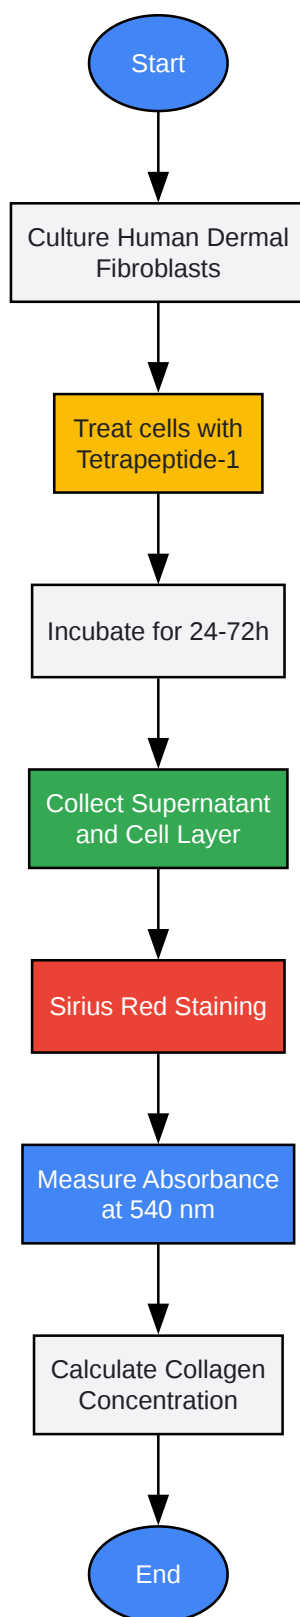 Start
Culture Human Dermal
Fibroblasts
Treat cells with
Tetrapeptide-1
Incubate for 24-72h
Collect Supernatant
and Cell Layer
Sirius Red Staining
Measure Absorbance
at 540 nm
Calculate Collagen
Concentration
End